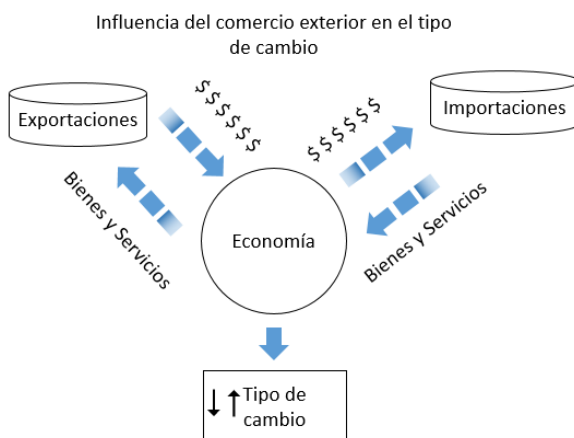 Influencia del comercio exterior en el tipo
de cambio
Exportaciones
$ $ $ $ $ $
$ $ $ $ $ $
Importaciones
Bienes y Servicios
Economía
Bienes y Servicios
↓ ↑ Tipo de
cambio